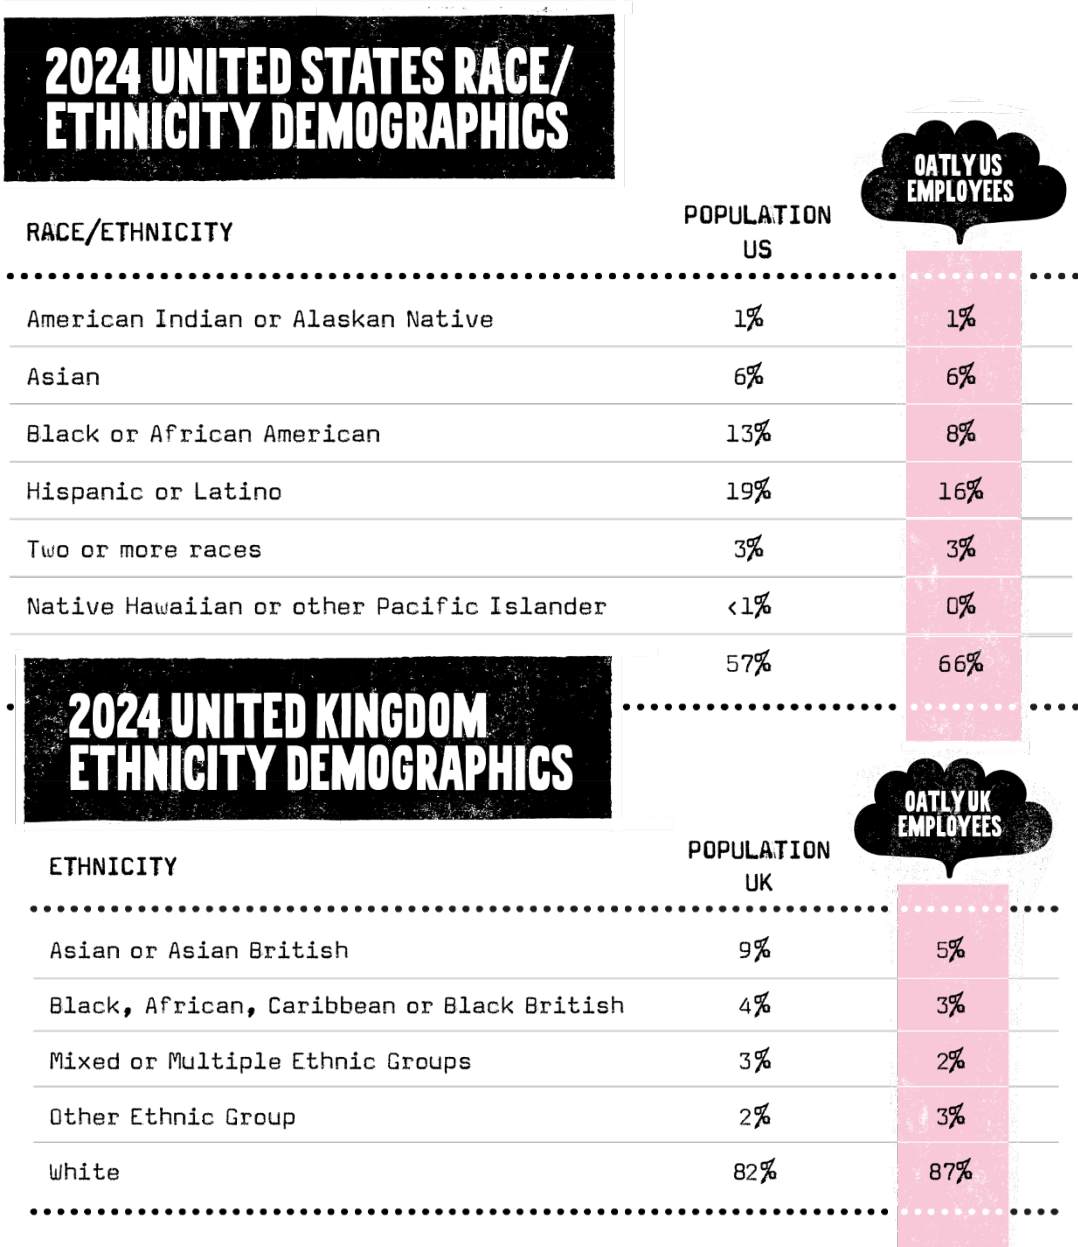 2024 UNITED STATES RACE/
ETHNICITY DEMOGRAPHICS
OATLY US
EMPLOYEES
RACE/ETHNICITY
POPULATION
US
American Indian or Alaskan Native 1% 1%
Asian 6% 6%
Black or African American 13% 8%
Hispanic or Latino 19% 16%
Two or more races 3% 3%
Native Hawaiian or other Pacific Islander <1% 0%
57% 66%
2024 UNITED KINGDOM
ETHNICITY DEMOGRAPHICS
OATLY UK
EMPLOYEES
ETHNICITY
POPULATION
UK
Asian or Asian British 9% 5%
Black, African, Caribbean or Black British 4% 3%
Mixed or Multiple Ethnic Groups 3% 2%
Other Ethnic Group 2% 3%
White 82% 87%